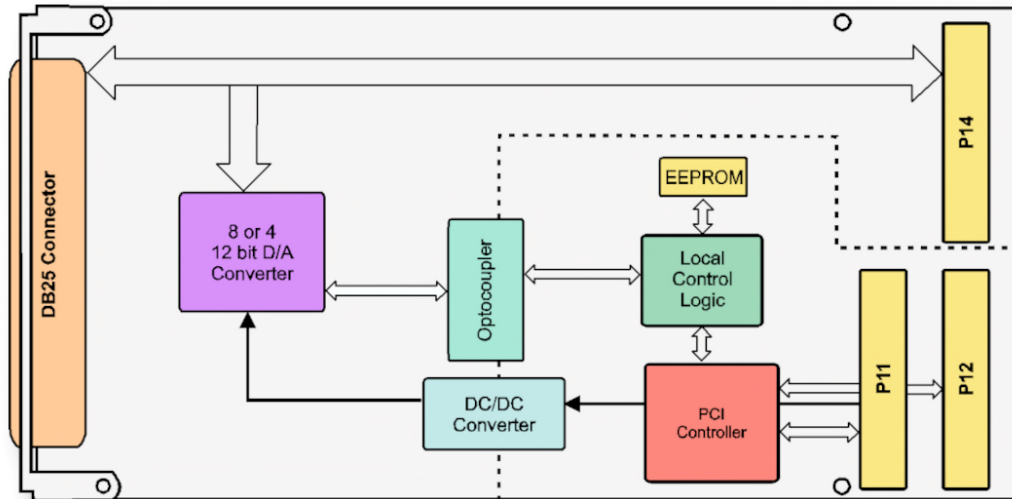 DB25 Connector
P14
EEPROM
8 or 4
12 bit D/A
Converter
Optocoupler
Local
Control
Logic
P11
P12
DC/DC
Converter
PCI
Controller